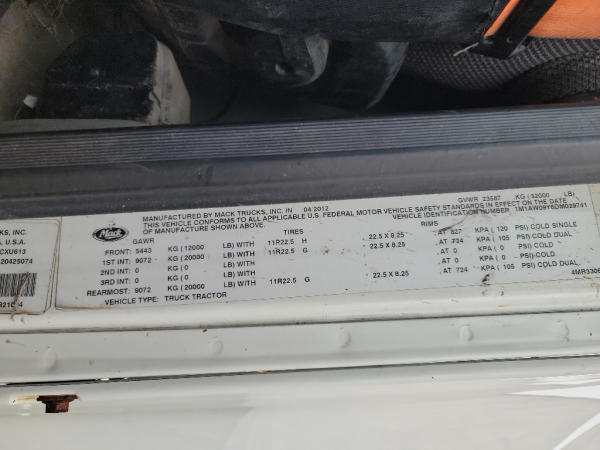 MANUFACTURED BY MACK TRUCKS, INC. IN 04/2012 GVWR 23587 KG (52000 LB)
THIS VEHICLE CONFORMS TO ALL APPLICABLE U.S. FEDERAL MOTOR VEHICLE SAFETY STANDARDS IN EFFECT ON THE DATE
OF MANUFACTURE SHOWN ABOVE. VEHICLE IDENTIFICATION NUMBER 1M1AW09Y6DM029741
Mack
GAWR TIRES RIMS
FRONT: 5443 KG (12000 LB) WITH 11R22.5 H 22.5 X 8.25 , AT 827 KPA (120 PSI) COLD SINGLE
1ST INT: 9072 KG (20000 LB) WITH 11R22.5 G 22.5 X 8.25 , AT 724 KPA (105 PSI) COLD DUAL
2ND INT: 0 KG (0 LB) WITH , AT 0 KPA (0 PSI) COLD
3RD INT: 0 KG (0 LB) WITH , AT 0 KPA (0 PSI) COLD
REARMOST: 9072 KG (20000 LB) WITH 11R22.5 G 22.5 X 8.25 , AT 724 KPA (105 PSI) COLD DUAL
VEHICLE TYPE: TRUCK TRACTOR
KS, INC.
U.S.A.
CXU613
20425074